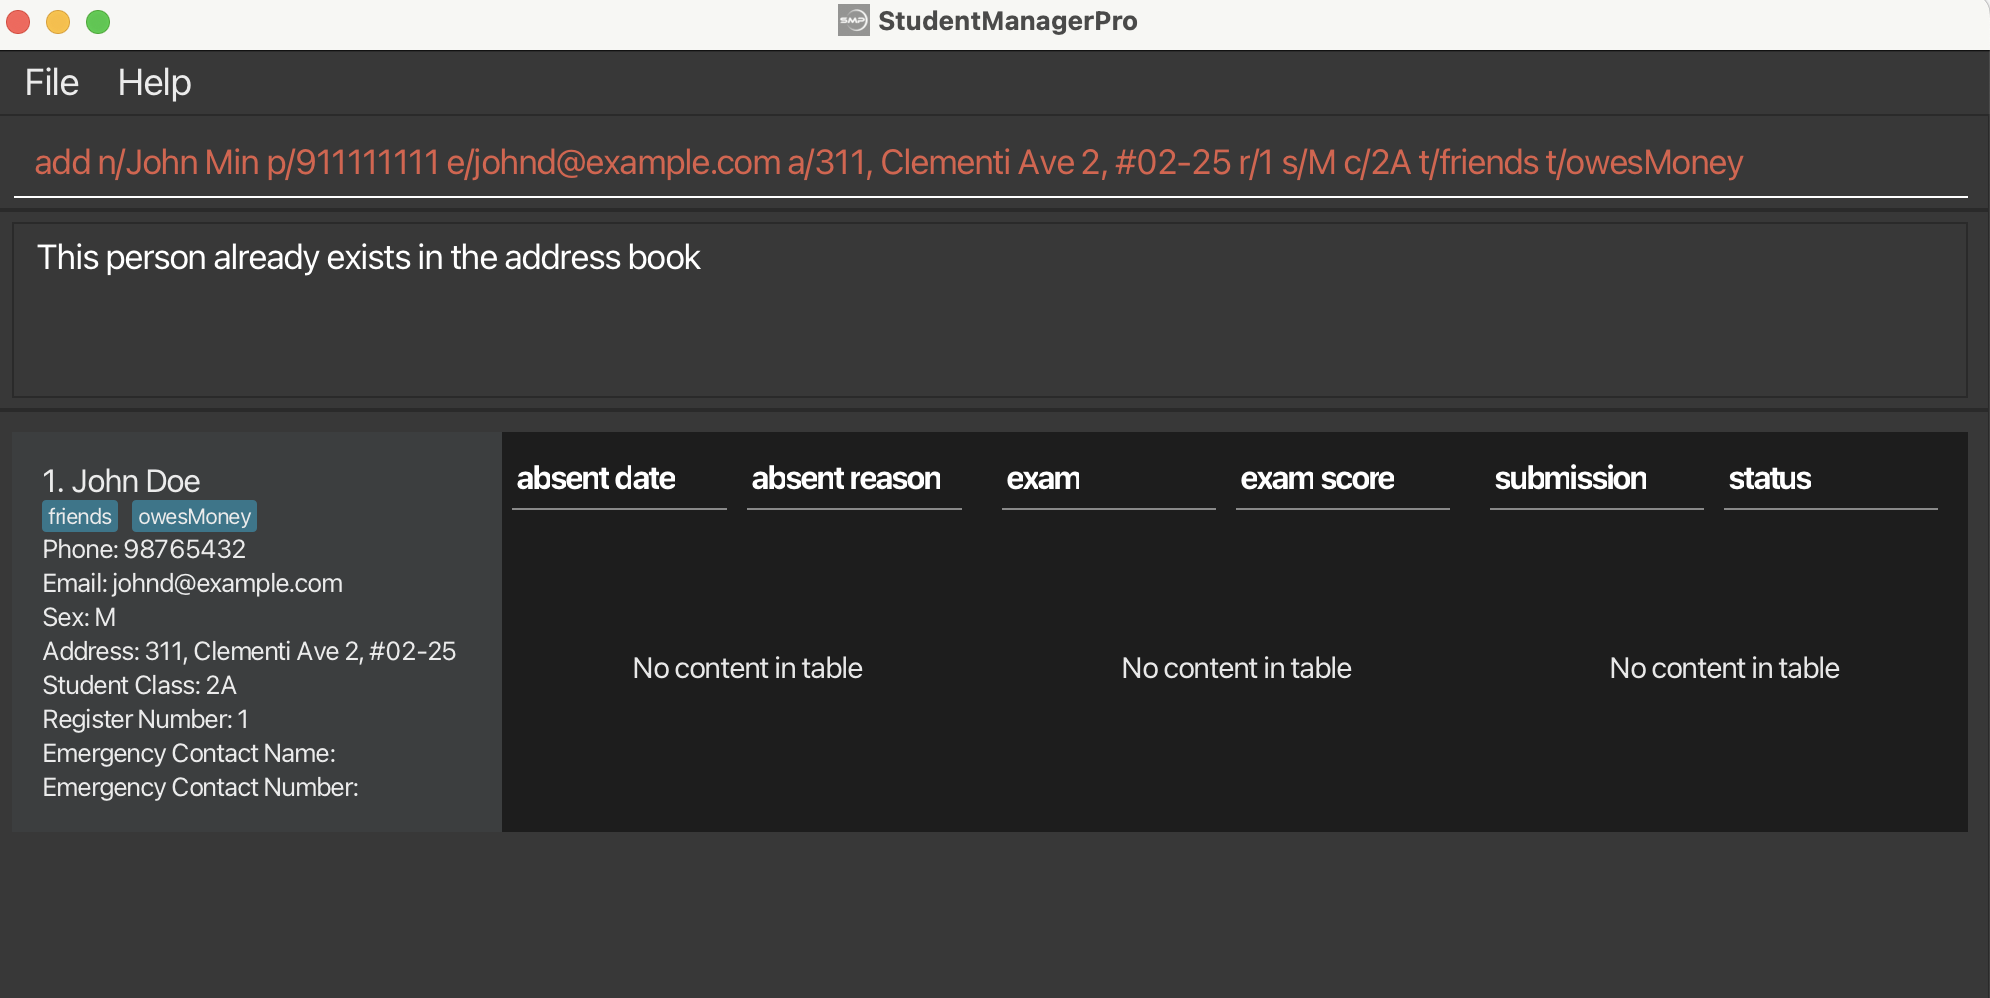 SMP StudentManagerPro
File Help
add n/John Min p/911111111 e/johnd@example.com a/311, Clementi Ave 2, #02-25 r/1 s/M c/2A t/friends t/owesMoney
This person already exists in the address book
1. John Doe
friends owesMoney
Phone: 98765432
Email: johnd@example.com
Sex: M
Address: 311, Clementi Ave 2, #02-25
Student Class: 2A
Register Number: 1
Emergency Contact Name:
Emergency Contact Number:
absent date absent reason exam exam score submission status
No content in table No content in table No content in table